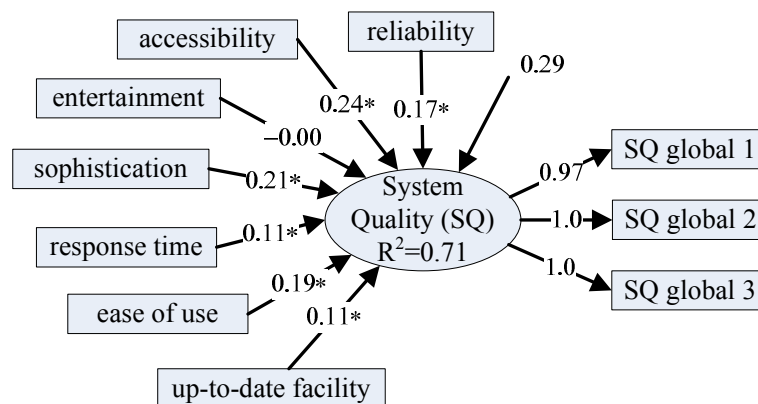 accessibility
reliability
0.29
entertainment
0.24*
0.17*
−0.00
sophistication
0.21*
System
Quality (SQ)
R²=0.71
0.97
SQ global 1
response time
0.11*
1.0
SQ global 2
ease of use
0.19*
1.0
SQ global 3
0.11*
up-to-date facility